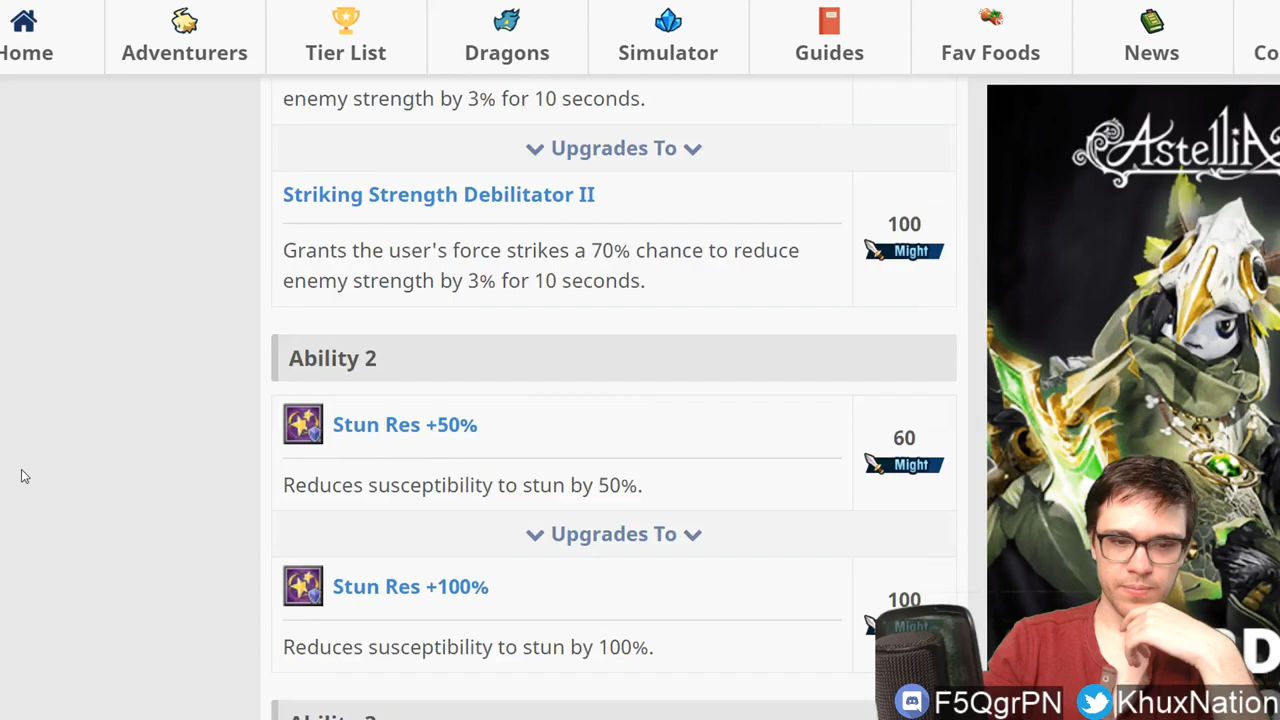 Home
Adventurers
Tier List
Dragons
Simulator
Guides
Fav Foods
News
Co
enemy strength by 3% for 10 seconds.
Upgrades To
Striking Strength Debilitator II
Grants the user's force strikes a 70% chance to reduce
enemy strength by 3% for 10 seconds.
100
Might
Ability 2
Stun Res +50%
Reduces susceptibility to stun by 50%.
60
Might
Upgrades To
Stun Res +100%
Reduces susceptibility to stun by 100%.
100
Might
AstelliA
D
F5QgrPN
KhuxNation